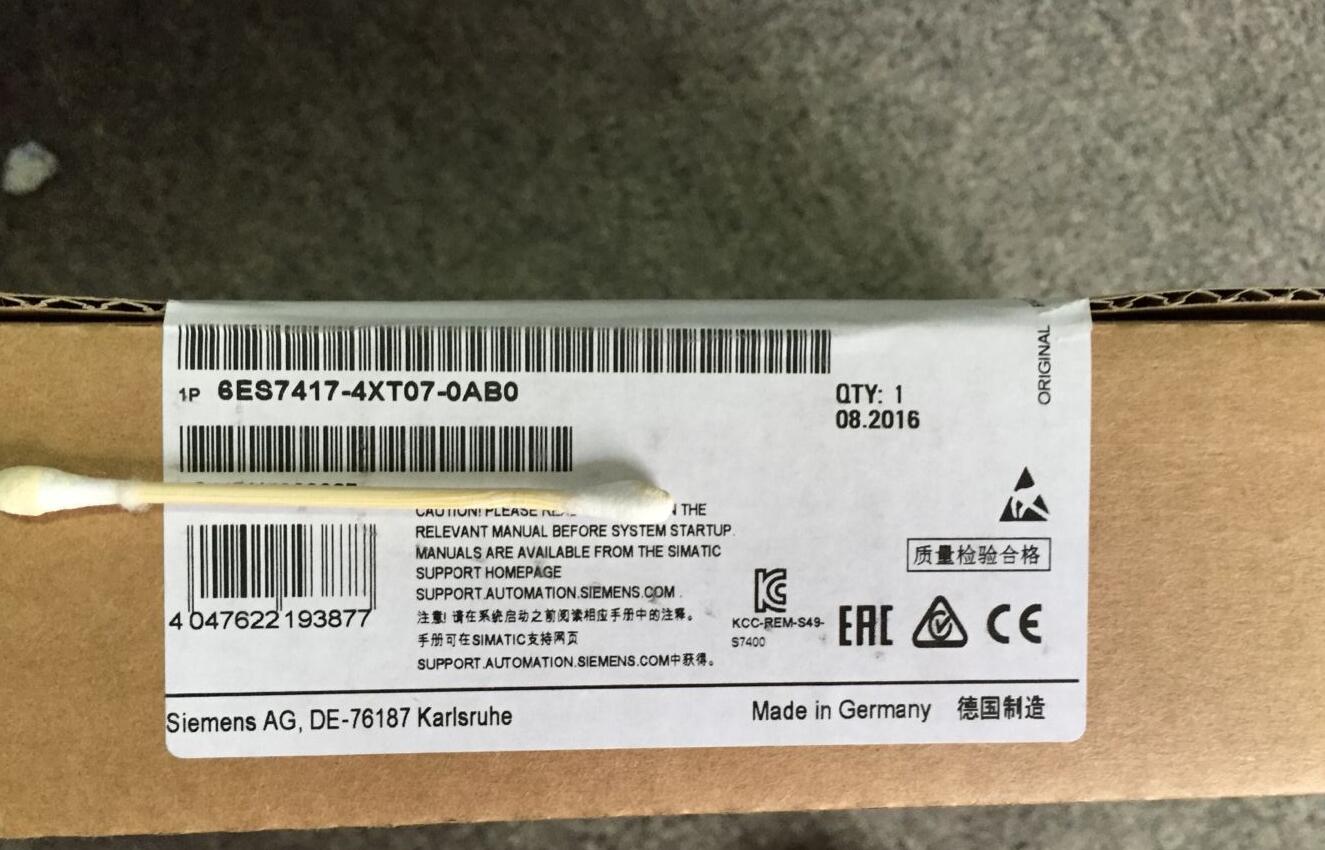 1P 6ES7417-4XT07-0AB0
QTY: 1
08.2016
ORIGINAL
CAUTION! PLEASE THE
RELEVANT MANUAL BEFORE SYSTEM STARTUP.
MANUALS ARE AVAILABLE FROM THE SIMATIC
SUPPORT HOMEPAGE
SUPPORT.AUTOMATION.SIEMENS.COM.
注意! 请在系统启动之前阅读相应手册中的注释。
手册可在SIMATIC支持网页
SUPPORT.AUTOMATION.SIEMENS.COM中获得。
4 047622 193877
质量检验合格
KC
KCC-REM-S49-
S7400
EAC
CE
Siemens AG, DE-76187 Karlsruhe
Made in Germany 德国制造